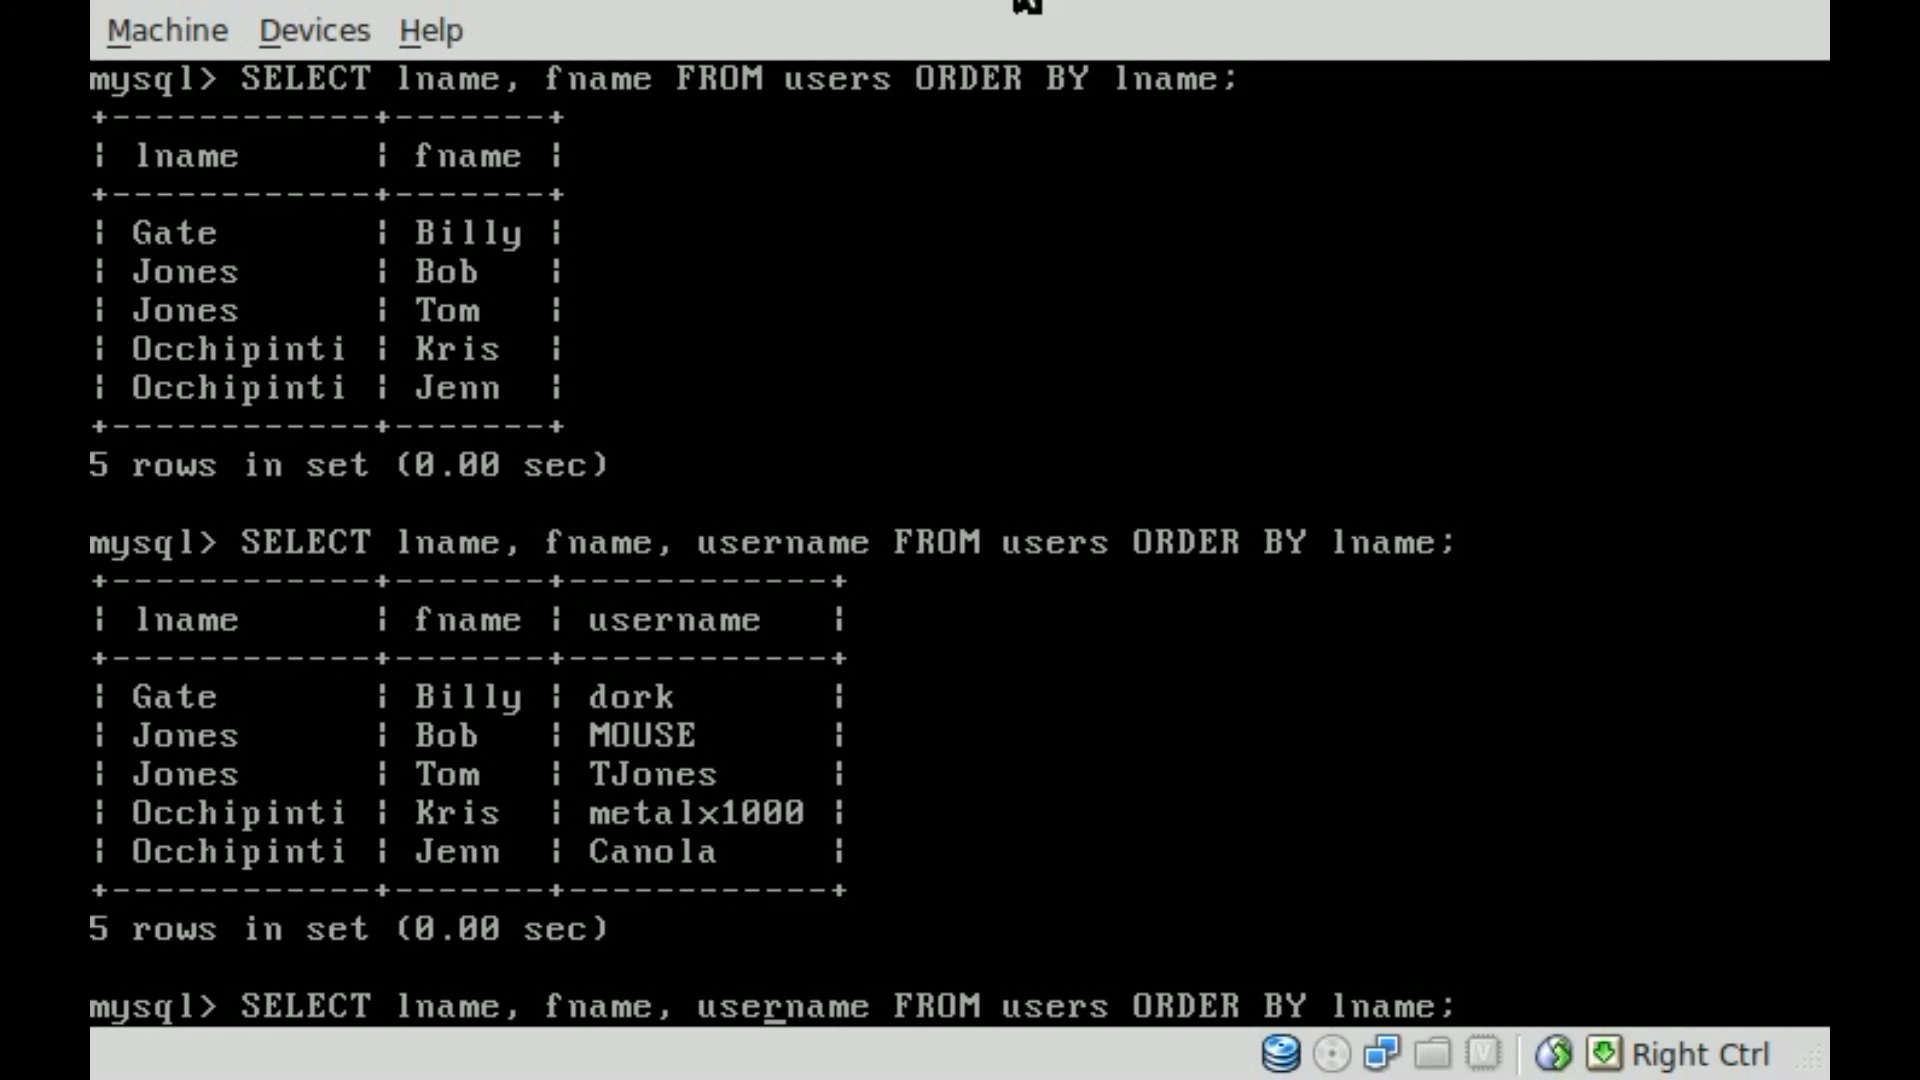 Machine Devices Help
mysql> SELECT lname, fname FROM users ORDER BY lname;
+------------+-------+
| lname      | fname |
+------------+-------+
| Gate       | Billy |
| Jones      | Bob   |
| Jones      | Tom   |
| Occhipinti | Kris  |
| Occhipinti | Jenn  |
+------------+-------+
5 rows in set (0.00 sec)
mysql> SELECT lname, fname, username FROM users ORDER BY lname;
+------------+-------+------------+
| lname      | fname | username   |
+------------+-------+------------+
| Gate       | Billy | dork       |
| Jones      | Bob   | MOUSE      |
| Jones      | Tom   | TJones     |
| Occhipinti | Kris  | metalx1000 |
| Occhipinti | Jenn  | Canola     |
+------------+-------+------------+
5 rows in set (0.00 sec)
mysql> SELECT lname, fname, username FROM users ORDER BY lname;
Right Ctrl